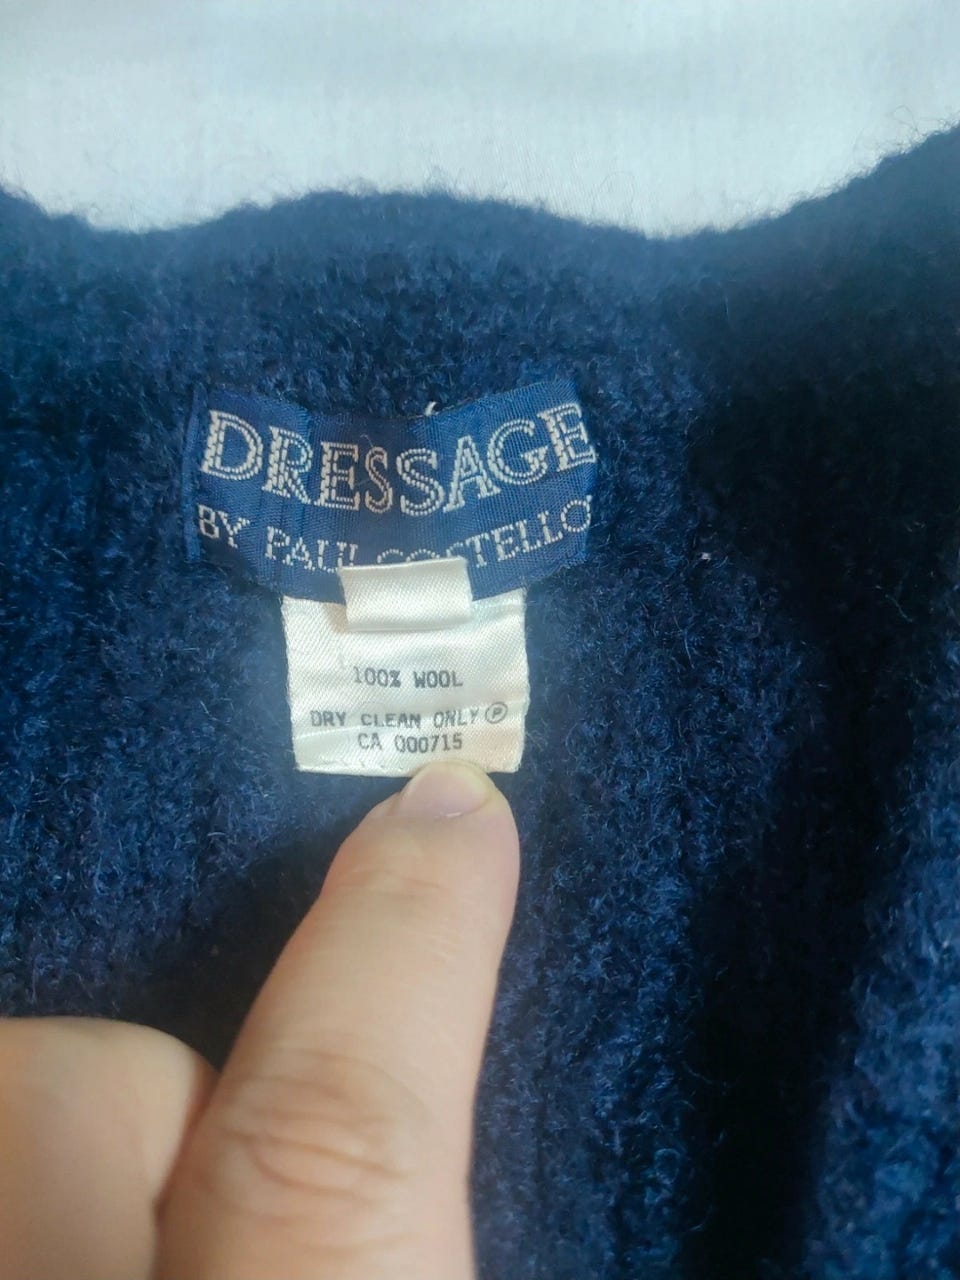 DRESSAGE
BY PAUL COSTELLO
100% WOOL
DRY CLEAN ONLY Ⓟ
CA 000715